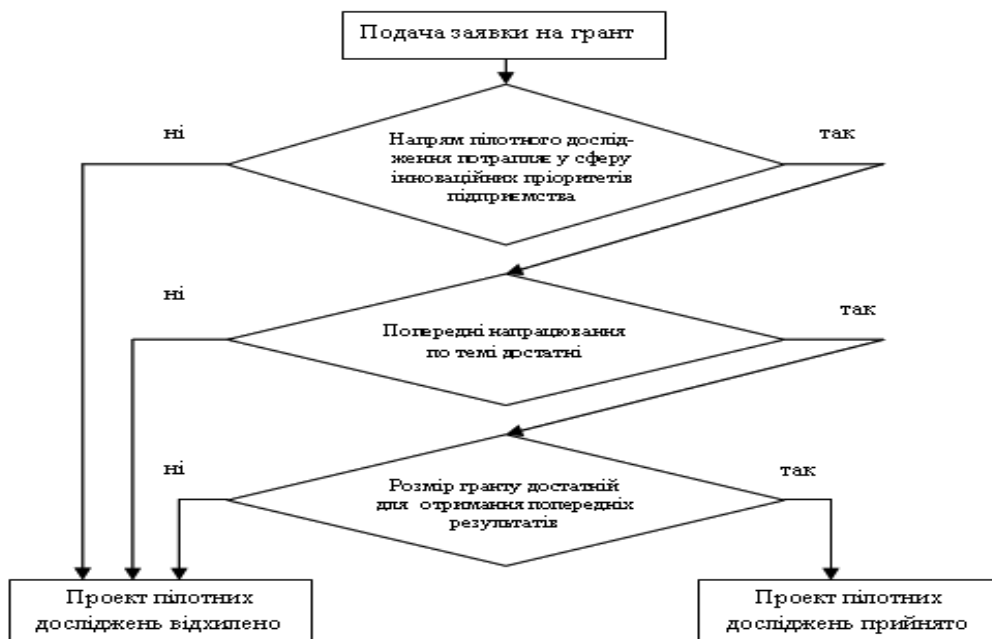 Подача заявки на грант
ні
так
Напрям пілотного дослід-
ження потрапляє у сферу
інноваційних пріоритетів
підприємства
ні
так
Попередні напрацювання
по темі достатні
ні
так
Розмір гранту достатній
для отримання попередніх
результатів
Проект пілотних
досліджень відхилено
Проект пілотних
досліджень прийнято